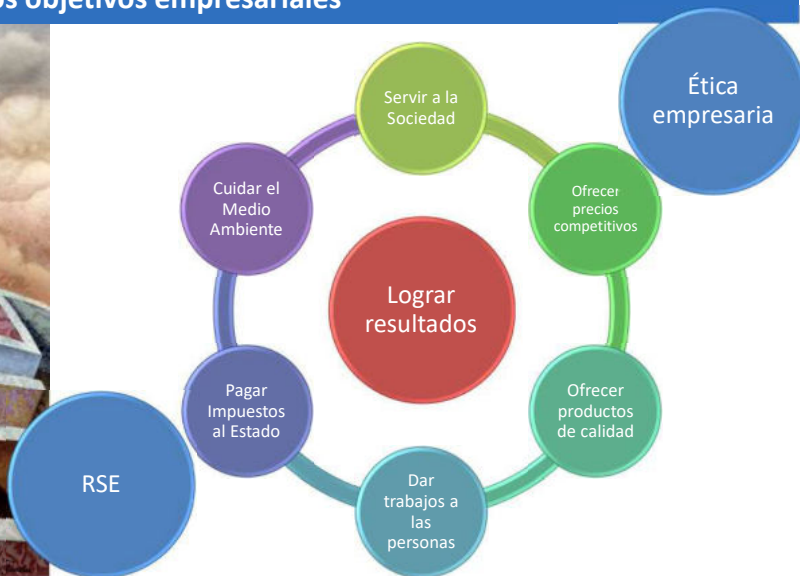 os objetivos empresariales
Ética
empresaria
Servir a la
Sociedad
Ofrecer
precios
competitivos
Ofrecer
productos
de calidad
Dar
trabajos a
las
personas
Pagar
Impuestos
al Estado
Cuidar el
Medio
Ambiente
Lograr
resultados
RSE